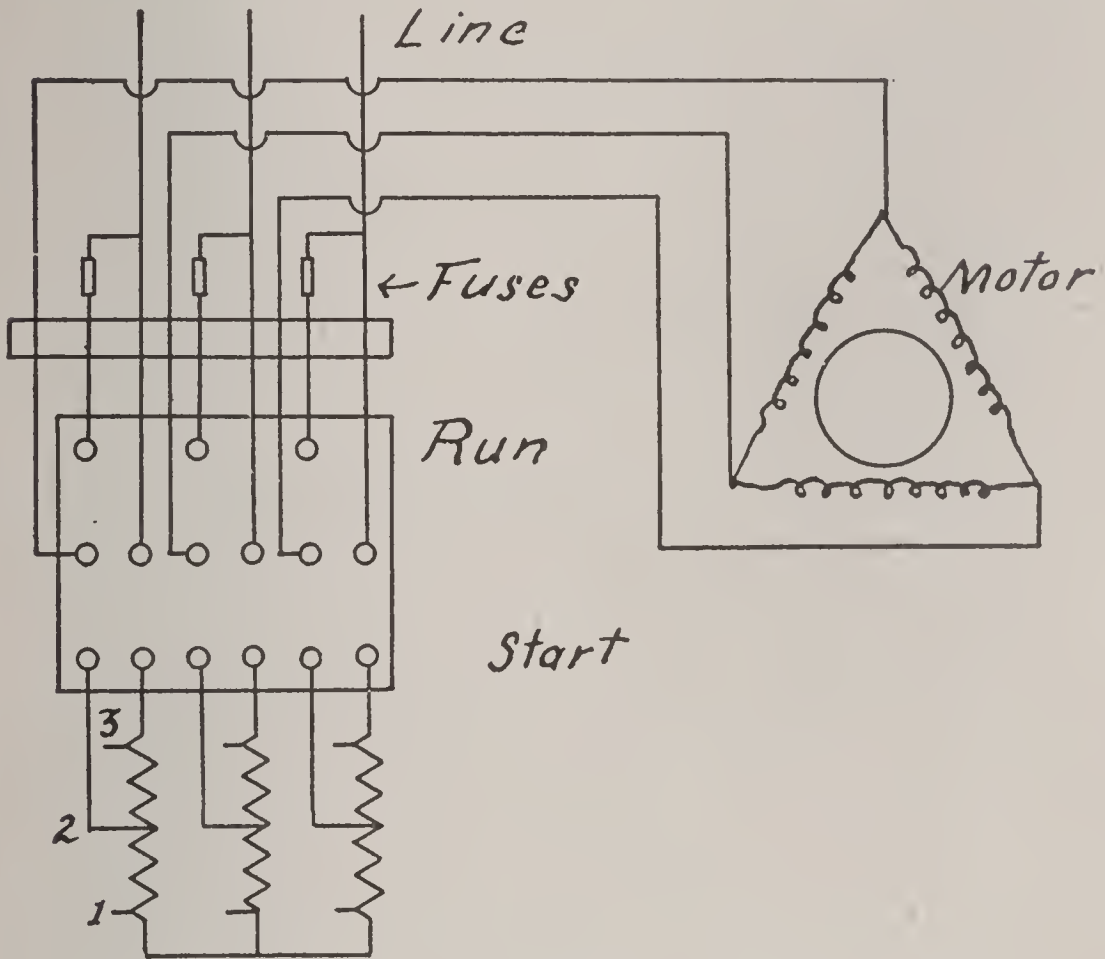 Line
← Fuses
Motor
Run
Start
3
2
1